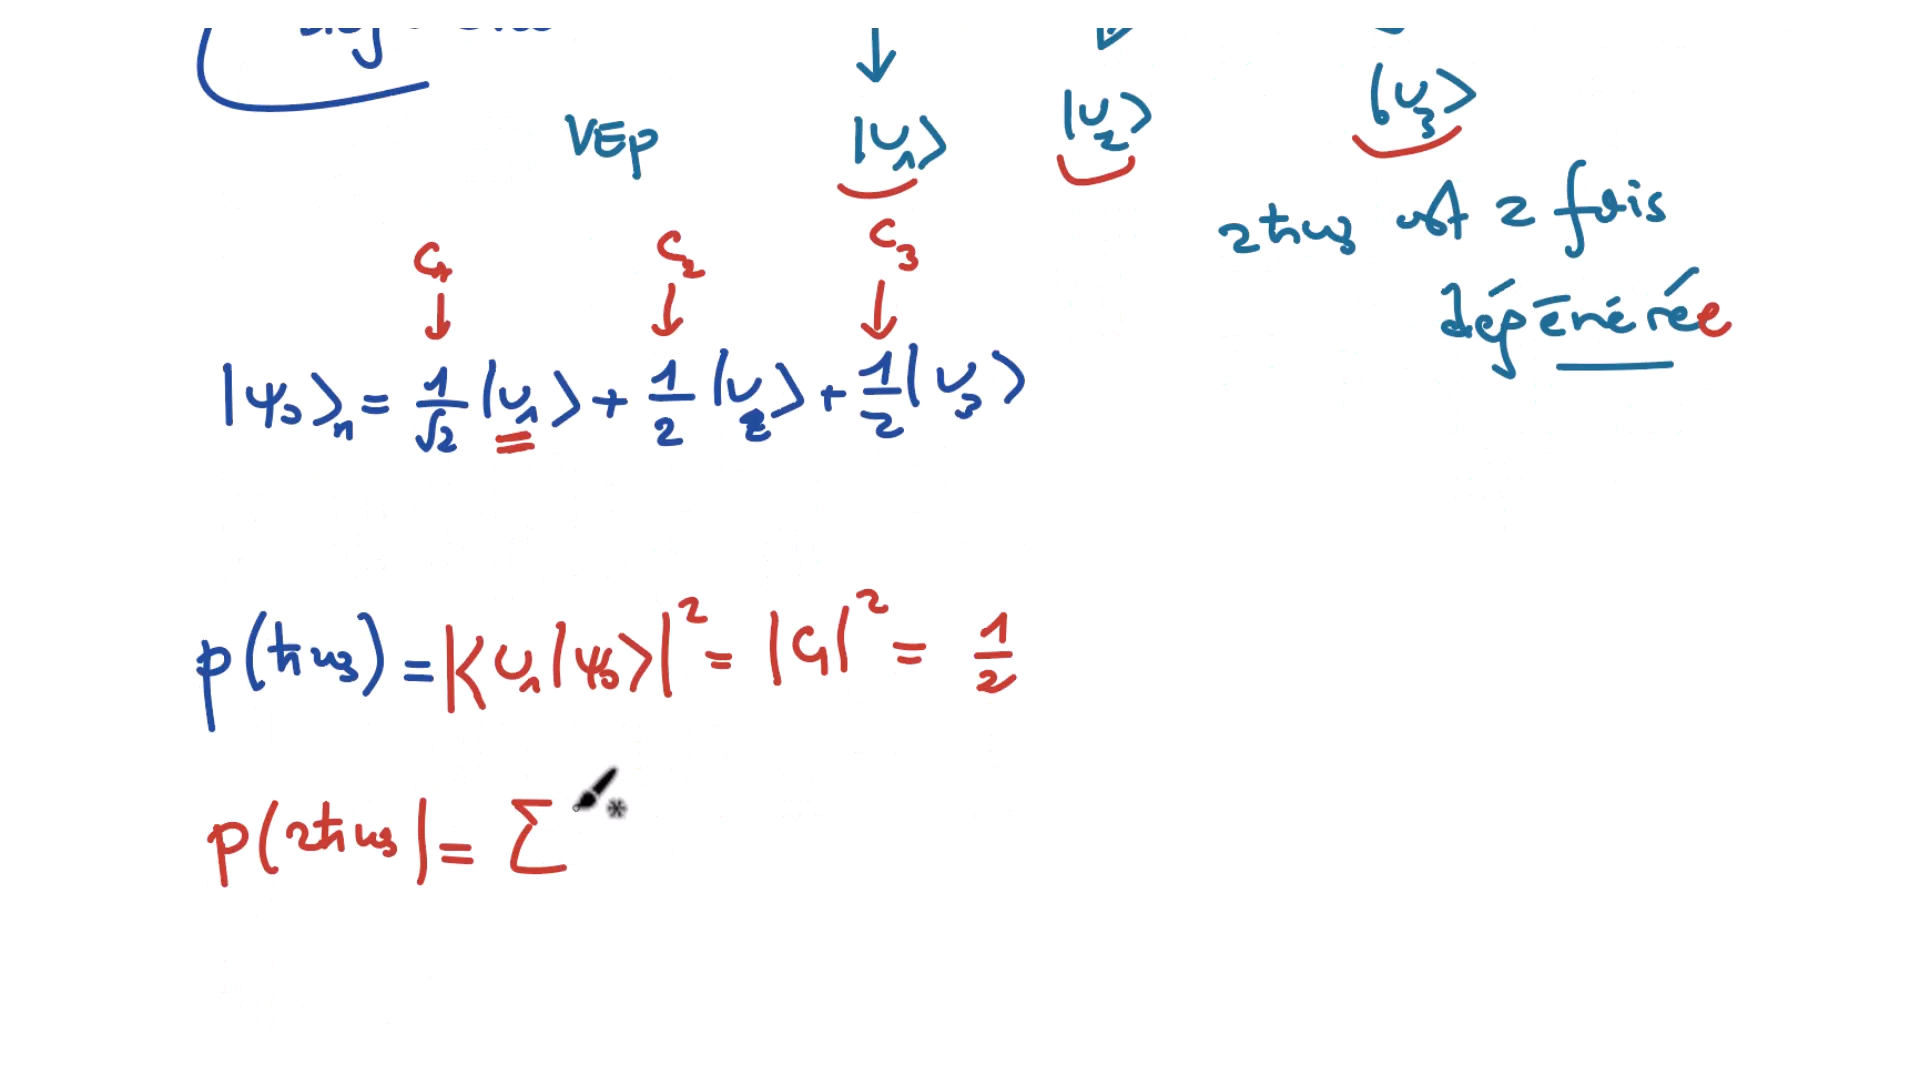 VEp |u₁⟩ |u₂⟩ |u₃⟩
2ħω₀ est 2 fois
dégénérée
C₁ C₂ C₃
|ψ₀⟩ₙ = 1/√2 |u₁⟩ + 1/2 |u₂⟩ + 1/2 |u₃⟩
p(ħω₀) = |⟨u₁|ψ₀⟩|² = |C₁|² = 1/2
p(2ħω₀) = Σ